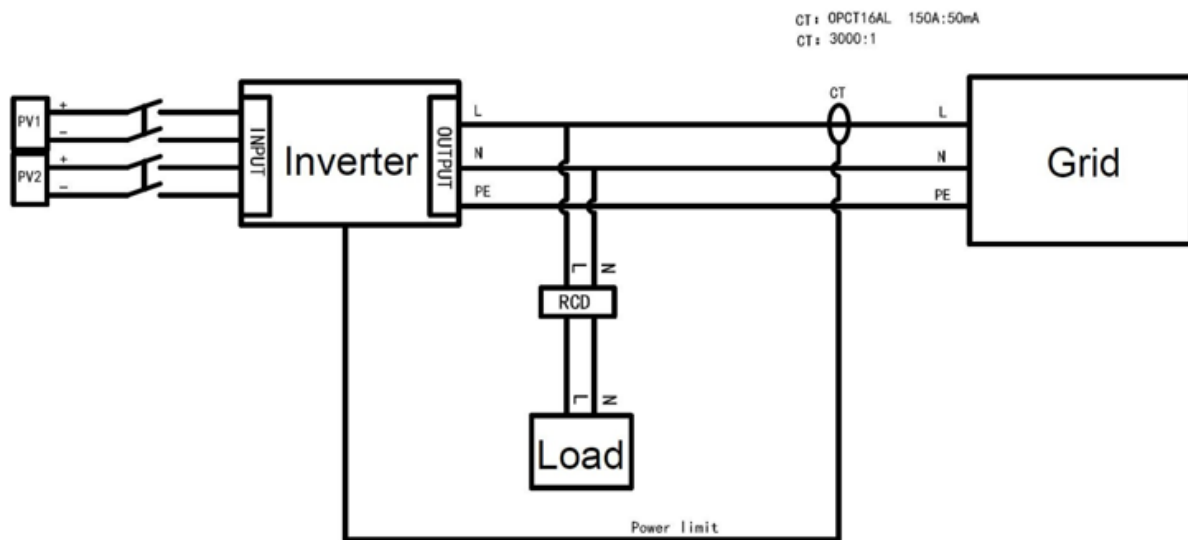 CT: OPCT16AL 150A:50mA
CT: 3000:1
PV1
+
-
PV2
+
-
INPUT
Inverter
OUTPUT
L
N
PE
CT
L
N
PE
Grid
L
N
RCD
L
N
Load
Power limit